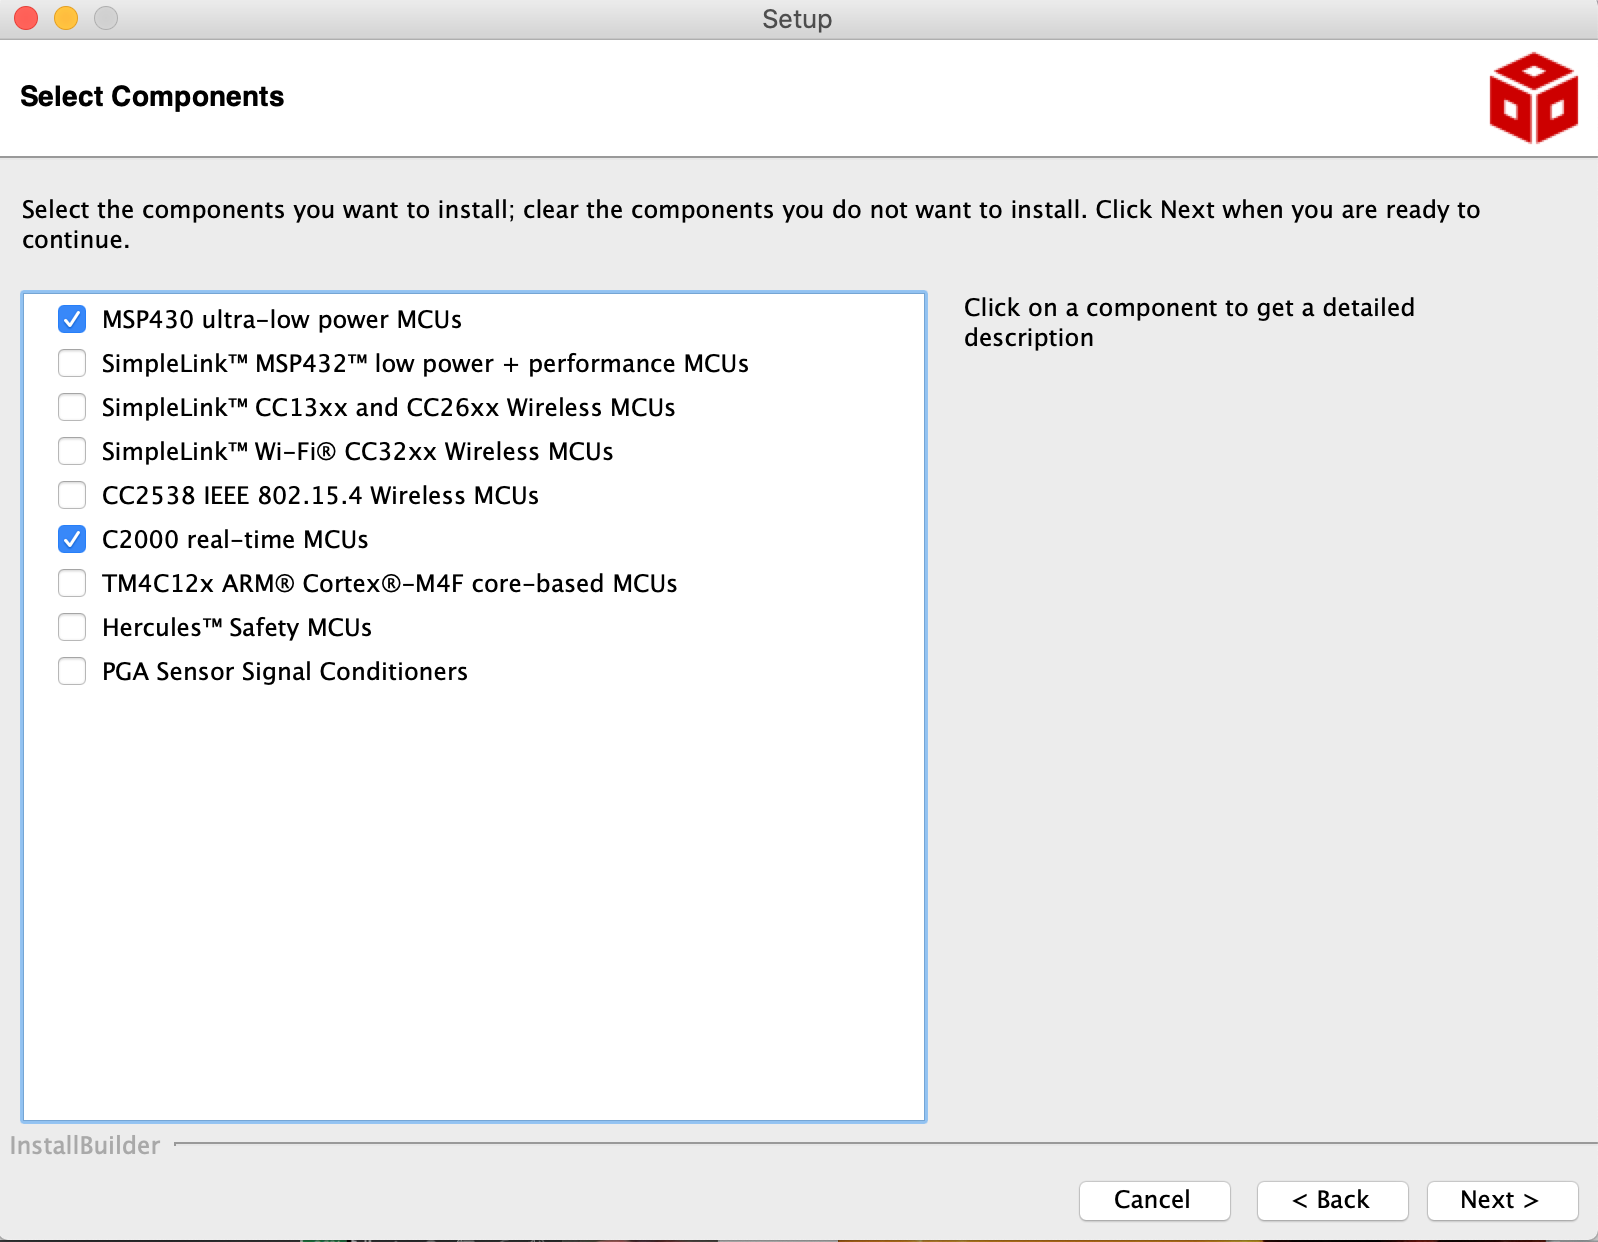 Setup
Select Components
Select the components you want to install; clear the components you do not want to install. Click Next when you are ready to
continue.
MSP430 ultra-low power MCUs
SimpleLink™ MSP432™ low power + performance MCUs
SimpleLink™ CC13xx and CC26xx Wireless MCUs
SimpleLink™ Wi-Fi® CC32xx Wireless MCUs
CC2538 IEEE 802.15.4 Wireless MCUs
C2000 real-time MCUs
TM4C12x ARM® Cortex®-M4F core-based MCUs
Hercules™ Safety MCUs
PGA Sensor Signal Conditioners
Click on a component to get a detailed
description
InstallBuilder
Cancel
< Back
Next >